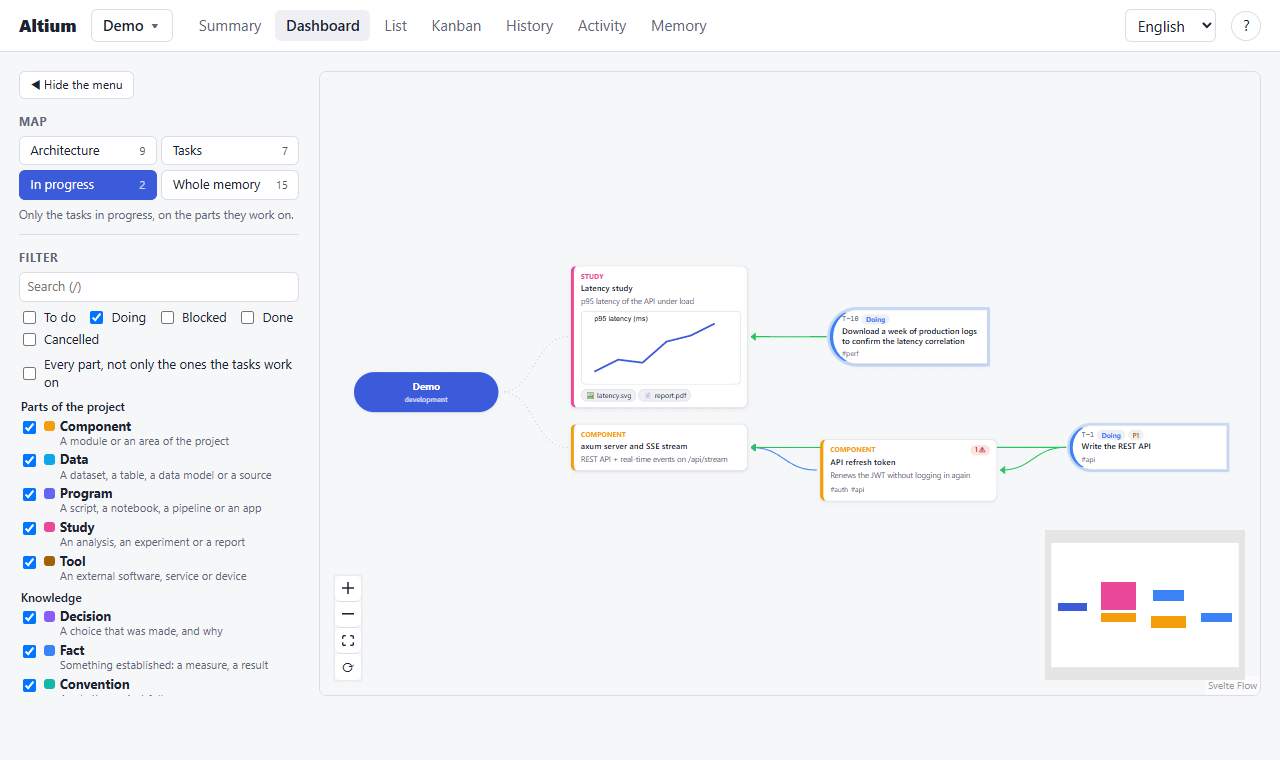 Altium
Demo
Summary
Dashboard
List
Kanban
History
Activity
Memory
English
?
◀ Hide the menu
MAP
Architecture 9
Tasks 7
In progress 2
Whole memory 15
Only the tasks in progress, on the parts they work on.
FILTER
Search (/)
To do
Doing
Blocked
Done
Cancelled
Every part, not only the ones the tasks work
on
Parts of the project
Component
A module or an area of the project
Data
A dataset, a table, a data model or a source
Program
A script, a notebook, a pipeline or an app
Study
An analysis, an experiment or a report
Tool
An external software, service or device
Knowledge
Decision
A choice that was made, and why
Fact
Something established: a measure, a result
Convention
Demo
development
STUDY
Latency study
p95 latency of the API under load
p95 latency (ms)
latency.svg
report.pdf
T-10 Doing
Download a week of production logs
to confirm the latency correlation
#perf
COMPONENT
axum server and SSE stream
REST API + real-time events on /api/stream
COMPONENT
1⚠
API refresh token
Renews the JWT without logging in again
#auth #api
T-1 Doing P1
Write the REST API
#api
Svelte Flow